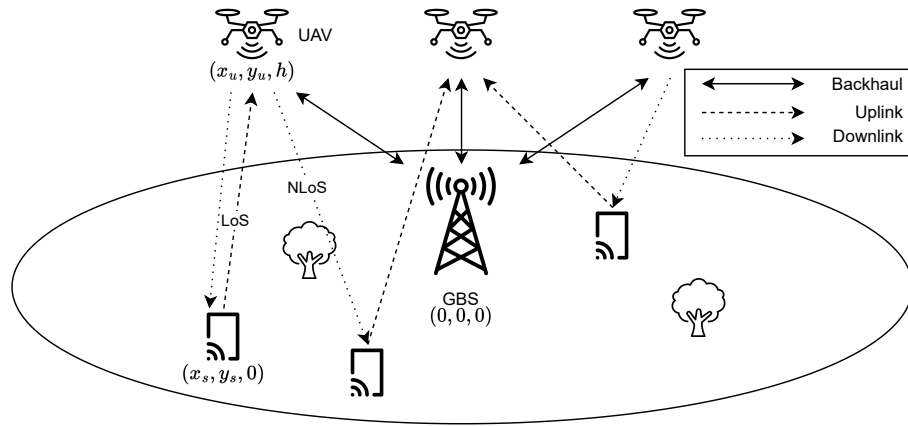 UAV
(x_u, y_u, h)
Backhaul
Uplink
Downlink
NLoS
LoS
GBS
(0, 0, 0)
(x_s, y_s, 0)